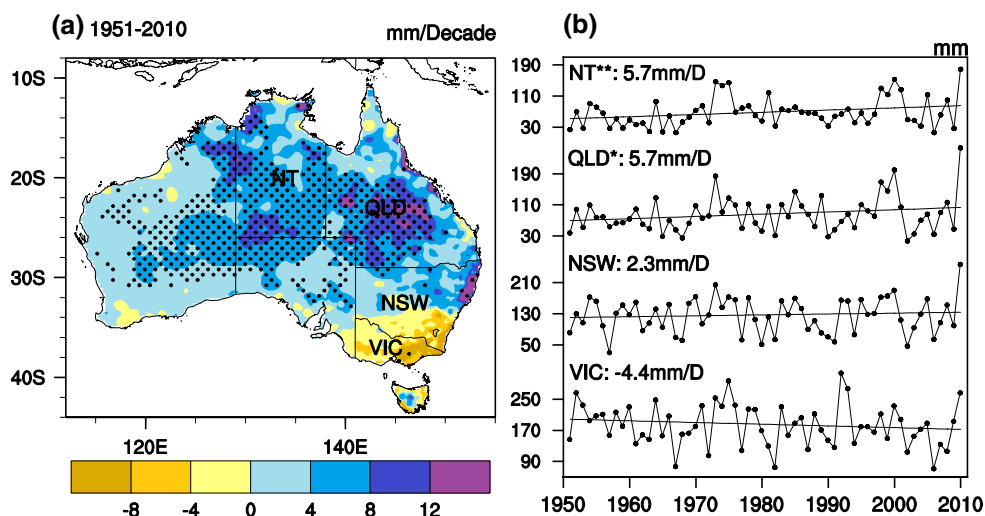 (a) 1951-2010 mm/Decade
10S
20S
30S
40S
NT
QLD
NSW
VIC
120E 140E
-8 -4 0 4 8 12
(b)
mm
NT**: 5.7mm/D
190
110
30
QLD*: 5.7mm/D
190
110
30
NSW: 2.3mm/D
210
130
50
VIC: -4.4mm/D
250
170
90
1950 1960 1970 1980 1990 2000 2010